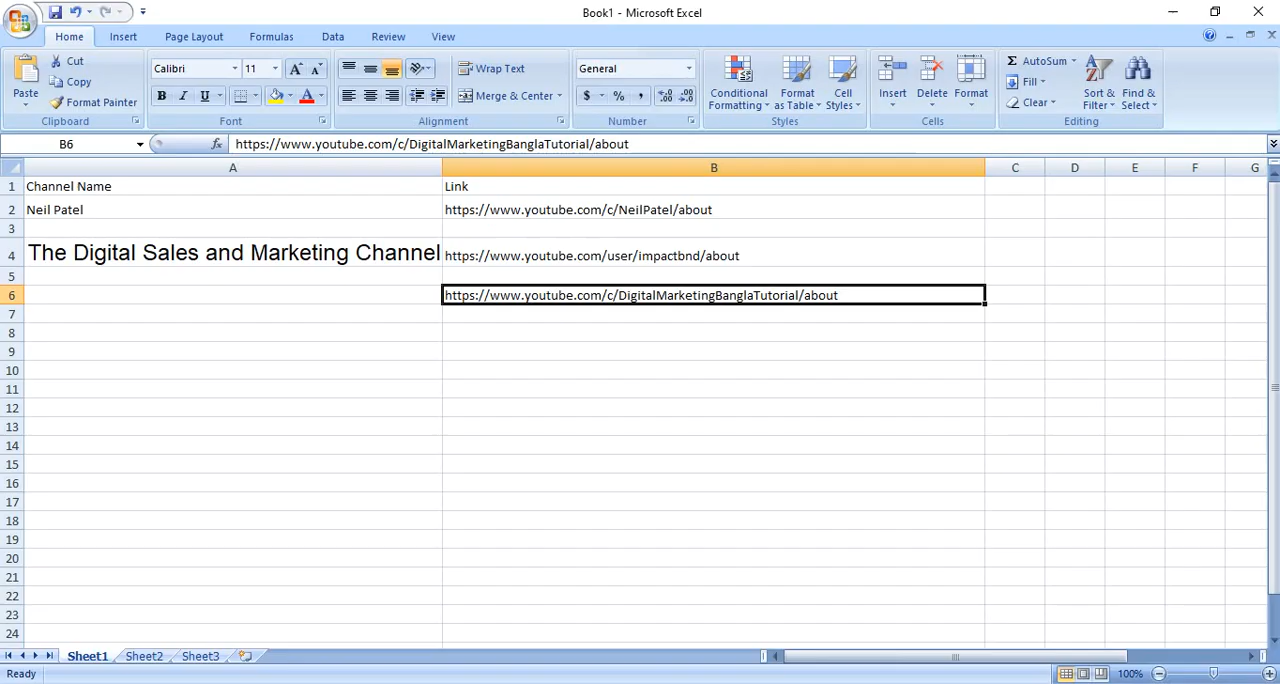 Book1 - Microsoft Excel
Home Insert Page Layout Formulas Data Review View
Paste Cut Copy Format Painter
Clipboard
Calibri 11
B I U
Font
Wrap Text
Merge & Center
Alignment
General
$ % ,
Number
Conditional Formatting Format as Table Cell Styles
Styles
Insert Delete Format
Cells
AutoSum
Fill
Clear
Sort & Filter Find & Select
Editing
B6 fx https://www.youtube.com/c/DigitalMarketingBanglaTutorial/about
A B C D E F G
1 Channel Name Link
2 Neil Patel https://www.youtube.com/c/NeilPatel/about
3
4 The Digital Sales and Marketing Channel https://www.youtube.com/user/impactbnd/about
5
6 https://www.youtube.com/c/DigitalMarketingBanglaTutorial/about
7
8
9
10
11
12
13
14
15
16
17
18
19
20
21
22
23
24
Sheet1 Sheet2 Sheet3
Ready 100%